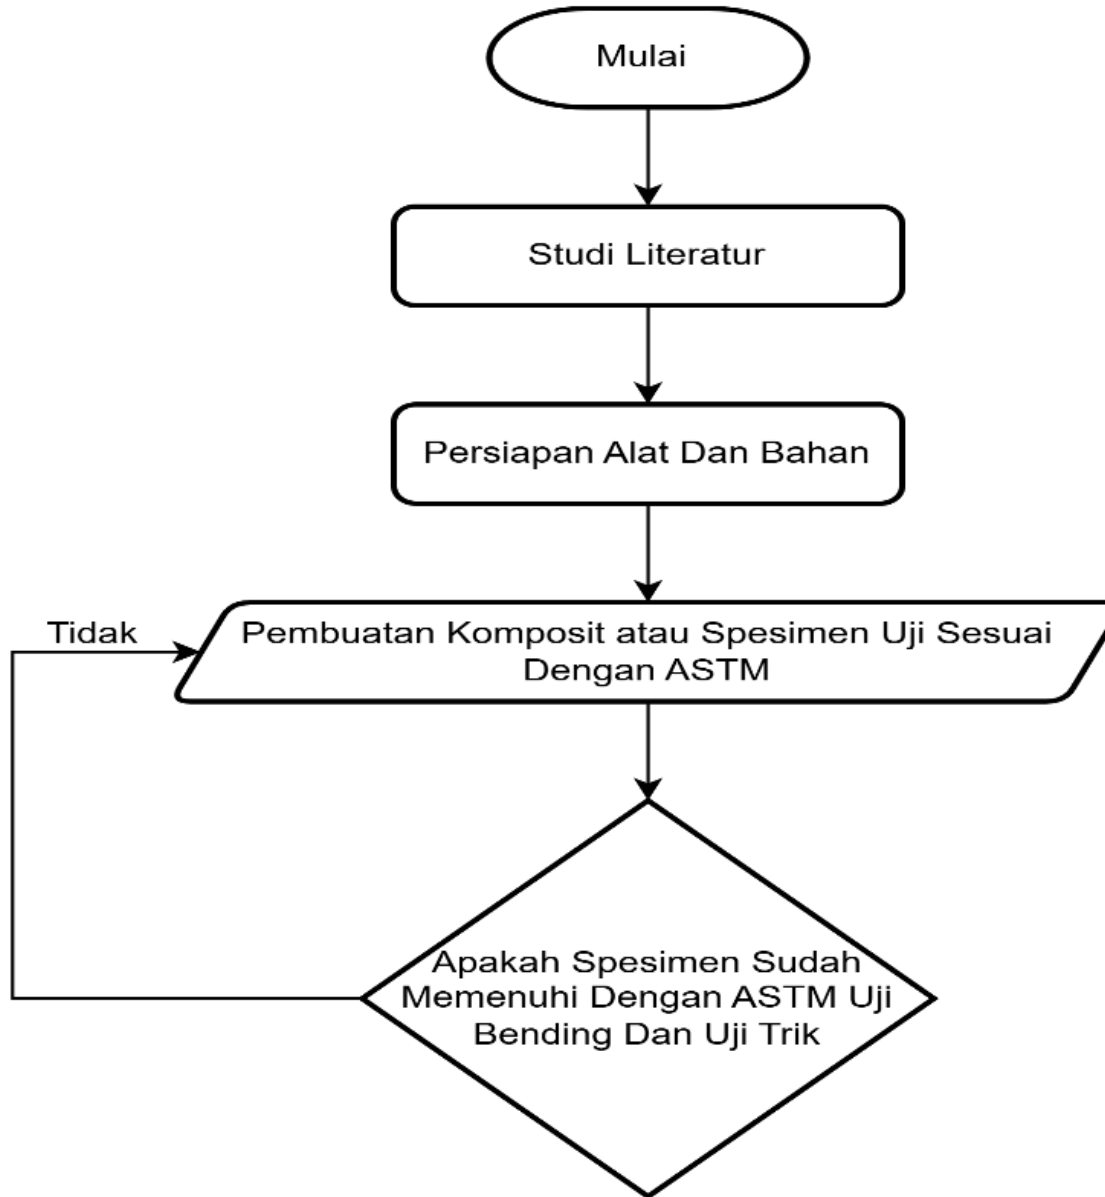 Mulai
Studi Literatur
Persiapan Alat Dan Bahan
Tidak
Pembuatan Komposit atau Spesimen Uji Sesuai
Dengan ASTM
Apakah Spesimen Sudah
Memenuhi Dengan ASTM Uji
Bending Dan Uji Trik